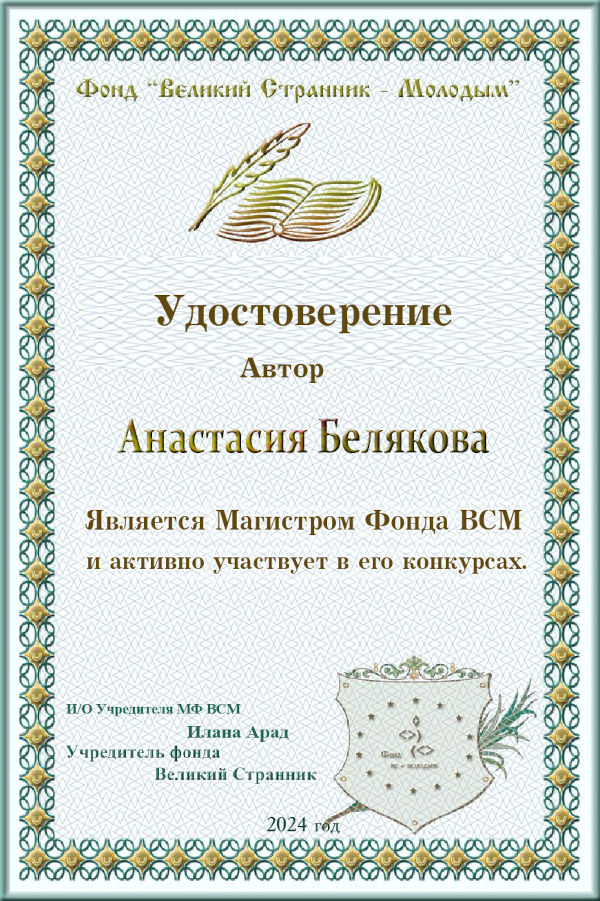 Фонд “Великий Странник - Молодым”
Удостоверение
Автор
Анастасия Белякова
Является Магистром Фонда ВСМ
и активно участвует в его конкурсах.
И/О Учредителя МФ ВСМ
Илана Арад
Учредитель фонда
Великий Странник
<>)
Фонд (<>
вс - молодым
2024 год